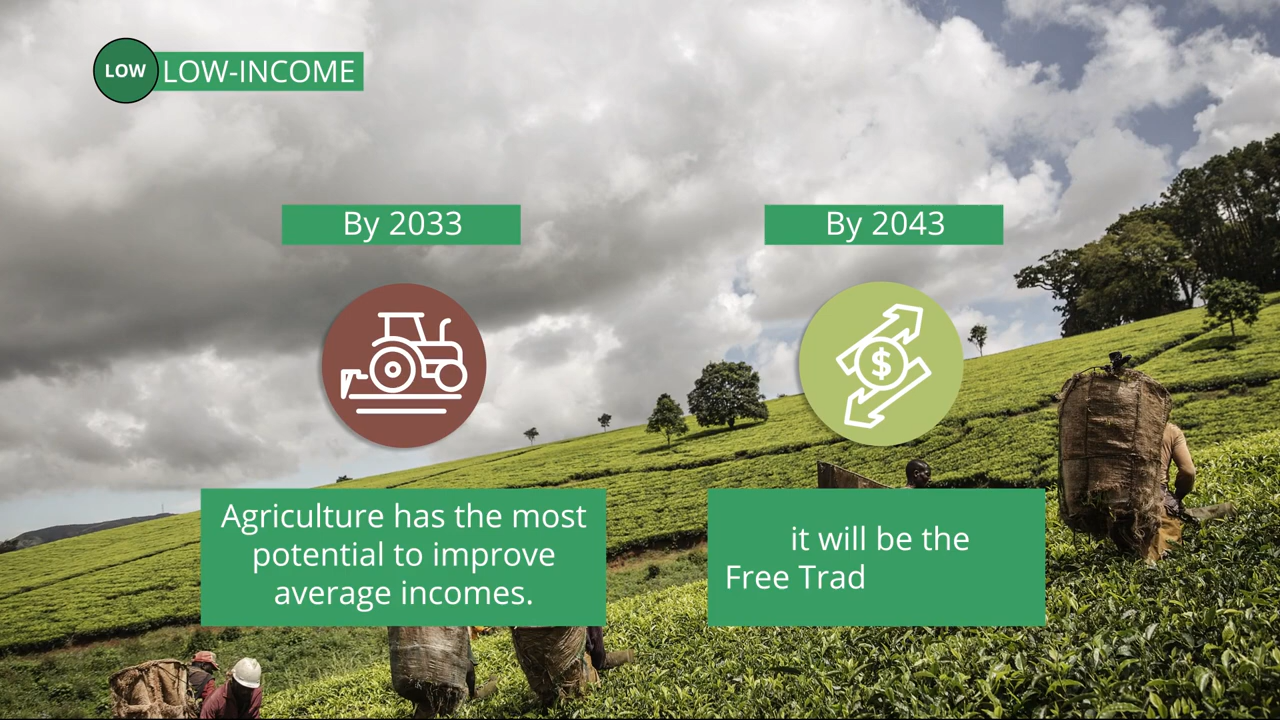 LOW LOW-INCOME
By 2033
By 2043
$
Agriculture has the most
potential to improve
average incomes.
it will be the
Free Trad